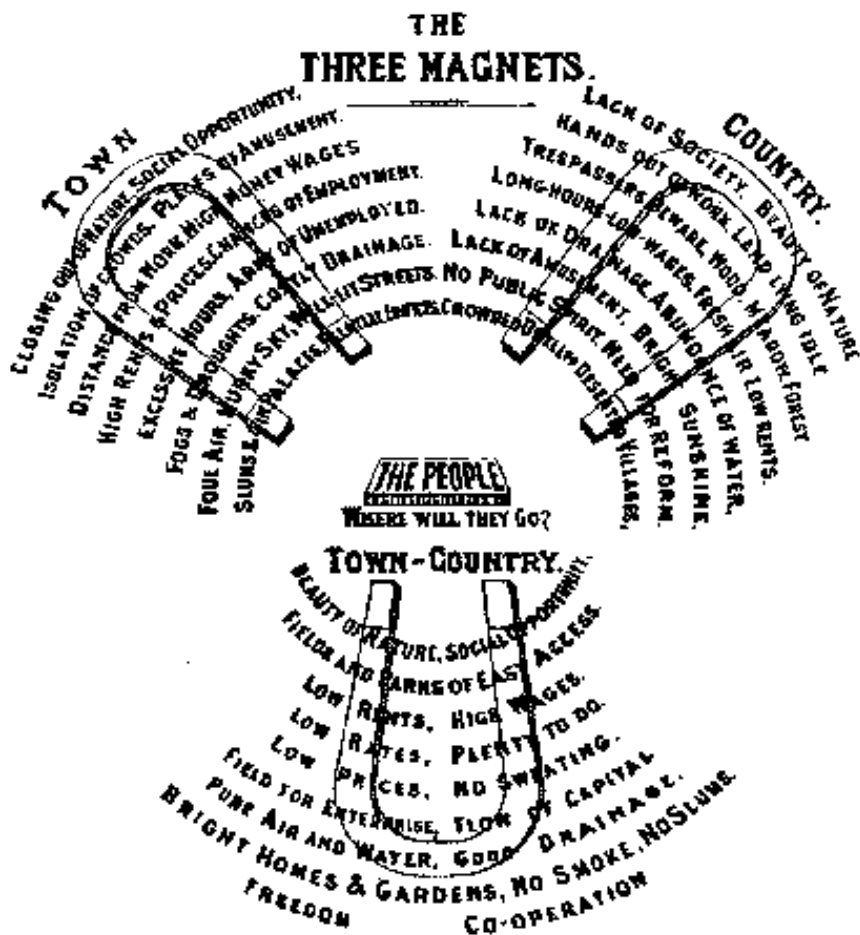 THE
THREE MAGNETS.
TOWN
CLOSING OUT OF NATURE. SOCIAL OPPORTUNITY.
ISOLATION OF CROWDS. PLACES OF AMUSEMENT.
DISTANCE FROM WORK. HIGH MONEY WAGES
HIGH RENTS & PRICES. CHANCES OF EMPLOYMENT.
EXCESSIVE HOURS. ARMY OF UNEMPLOYED.
FOGS & DROUGHTS. COSTLY DRAINAGE.
FOUL AIR, MURKY SKY. WELL-LIT STREETS.
SLUMS & GIN PALACES.
COUNTRY.
LACK OF SOCIETY. BEAUTY OF NATURE
HANDS OUT OF WORK. LAND LYING IDLE
TRESPASSERS BEWARE. WOOD MEADOW, FOREST
LONG-HOURS-LOW-WAGES. FRESH AIR LOW RENTS.
LACK OF DRAINAGE. ABUNDANCE OF WATER,
LACK OF AMUSEMENT. BRIGHT SUNSHINE.
NO PUBLIC SPIRIT. NEED FOR REFORM.
CROWDED DESERTED VILLAGES,
THE PEOPLE
WHERE WILL THEY GO?
TOWN-COUNTRY.
BEAUTY OF NATURE, SOCIAL OPPORTUNITY.
FIELDS AND PARKS OF EASY ACCESS.
LOW RENTS, HIGH WAGES.
LOW RATES, PLENTY TO DO.
LOW PRICES, NO SWEATING.
FIELD FOR ENTERPRISE, FLOW OF CAPITAL
PURE AIR AND WATER, GOOD DRAINAGE.
BRIGHT HOMES & GARDENS, NO SMOKE, NO SLUMS.
FREEDOM CO-OPERATION